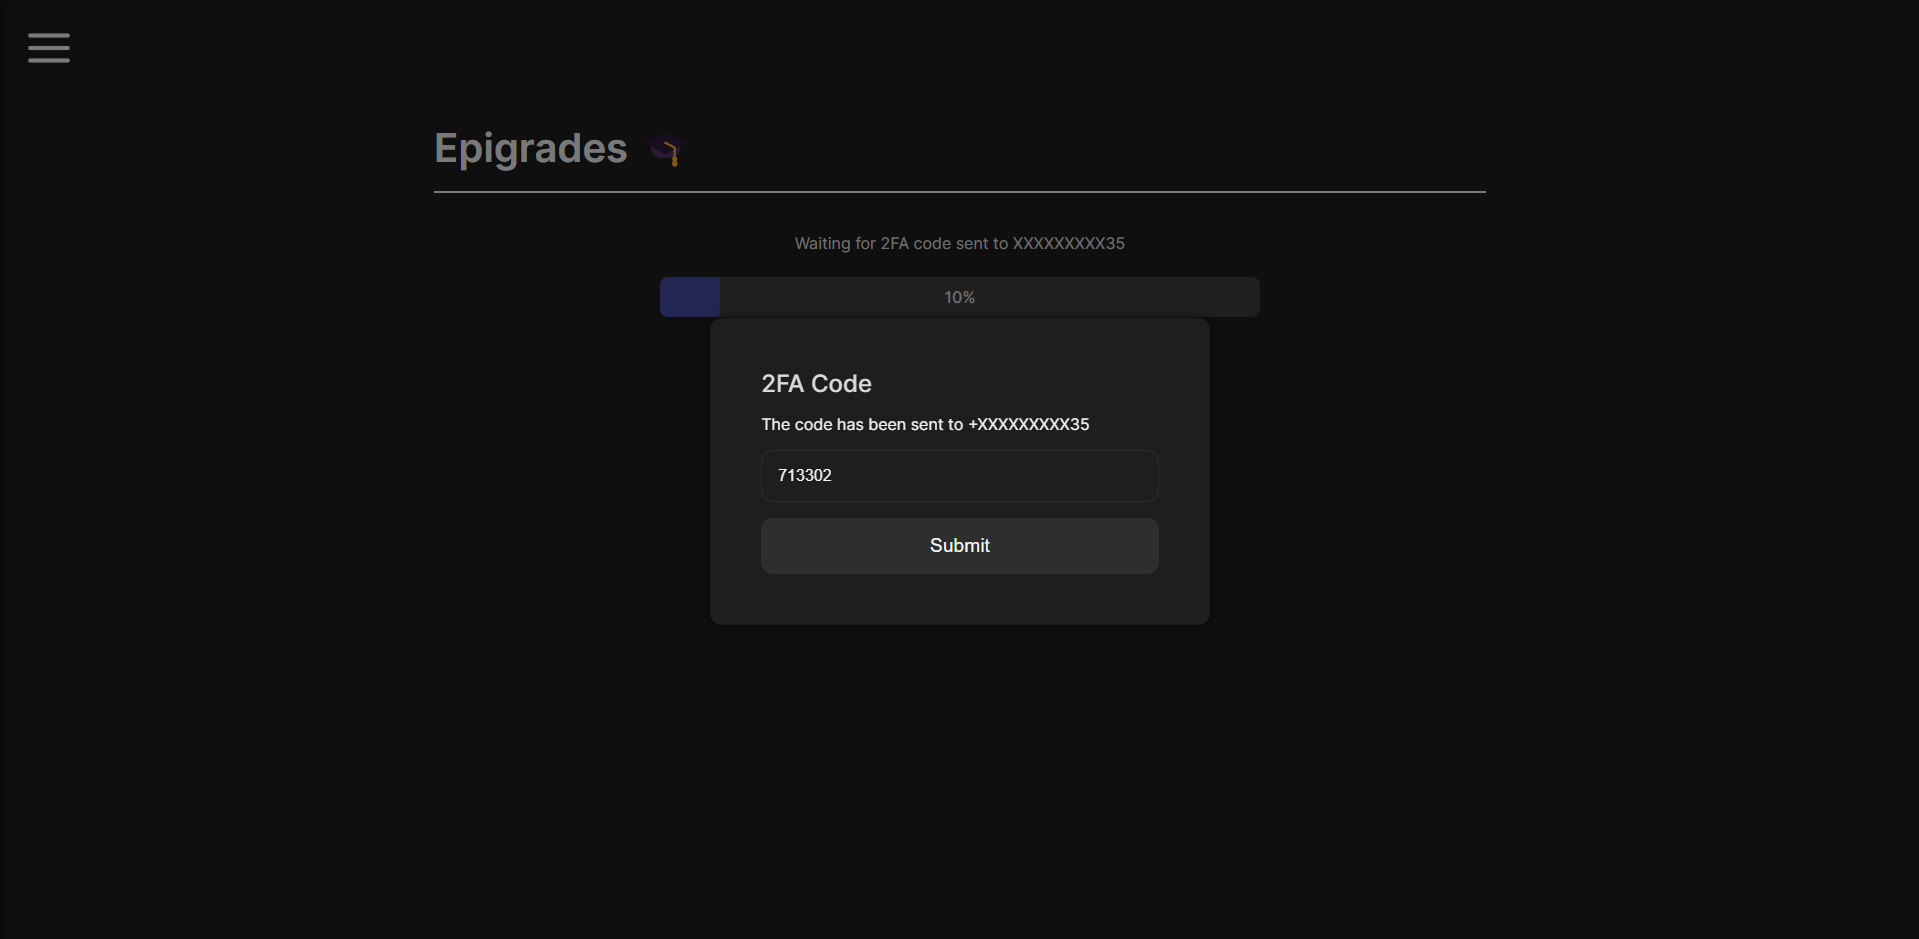 Epigrades
Waiting for 2FA code sent to XXXXXXXXX35
10%
2FA Code
The code has been sent to +XXXXXXXXX35
713302
Submit